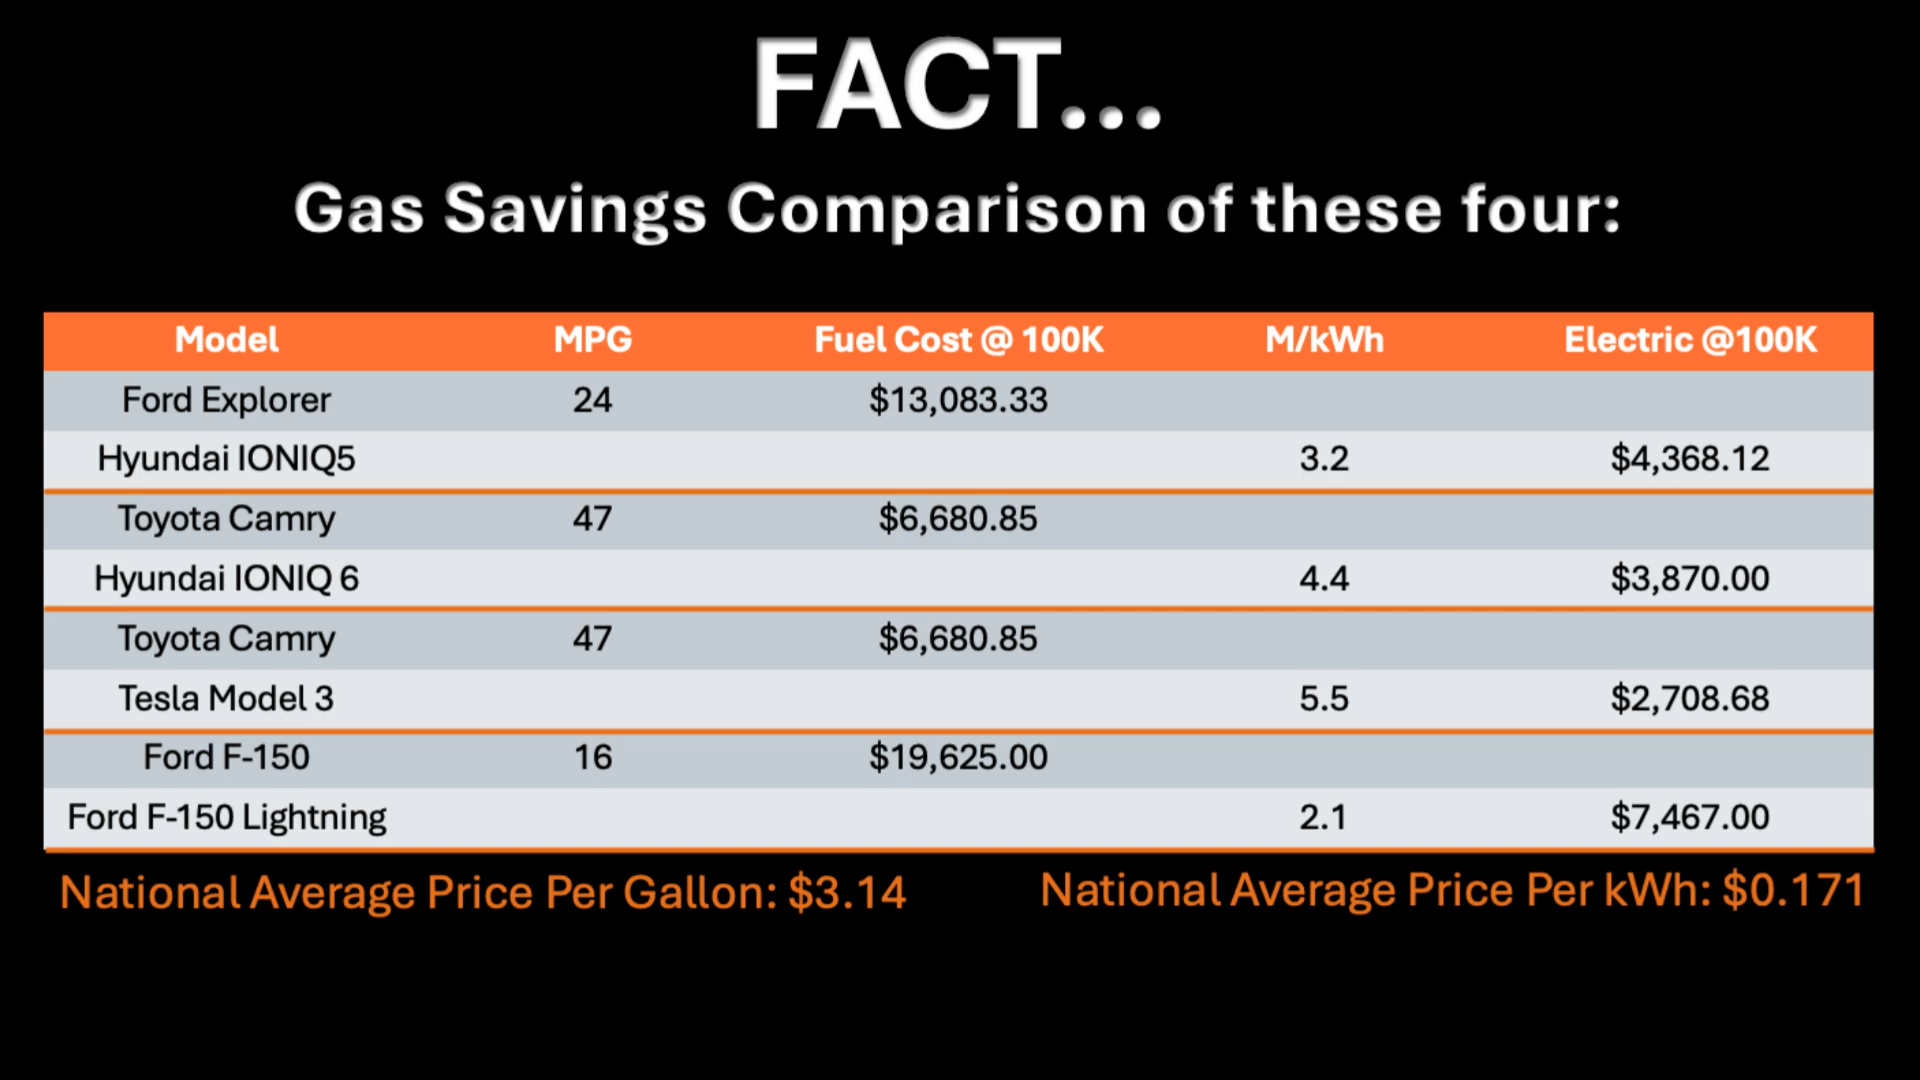 FACT...
Gas Savings Comparison of these four:
Model MPG Fuel Cost @ 100K M/kWh Electric @100K
Ford Explorer 24 $13,083.33
Hyundai IONIQ5 3.2 $4,368.12
Toyota Camry 47 $6,680.85
Hyundai IONIQ 6 4.4 $3,870.00
Toyota Camry 47 $6,680.85
Tesla Model 3 5.5 $2,708.68
Ford F-150 16 $19,625.00
Ford F-150 Lightning 2.1 $7,467.00
National Average Price Per Gallon: $3.14 National Average Price Per kWh: $0.171